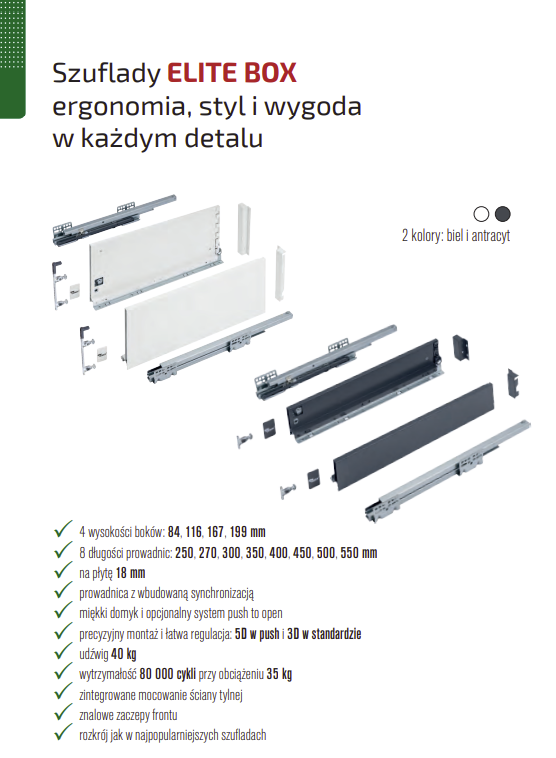 Szuflady ELITE BOX
ergonomia, styl i wygoda
w każdym detalu
2 kolory: biel i antracyt
4 wysokości boków: 84, 116, 167, 199 mm
8 długości prowadnic: 250, 270, 300, 350, 400, 450, 500, 550 mm
na płytę 18 mm
prowadnica z wbudowaną synchronizacją
miękki domyk i opcjonalny system push to open
precyzyjny montaż i łatwa regulacja: 5D w push i 3D w standardzie
udźwig 40 kg
wytrzymałość 80 000 cykli przy obciążeniu 35 kg
zintegrowane mocowanie ściany tylnej
znalowe zaczepy frontu
rozkrój jak w najpopularniejszych szufladach